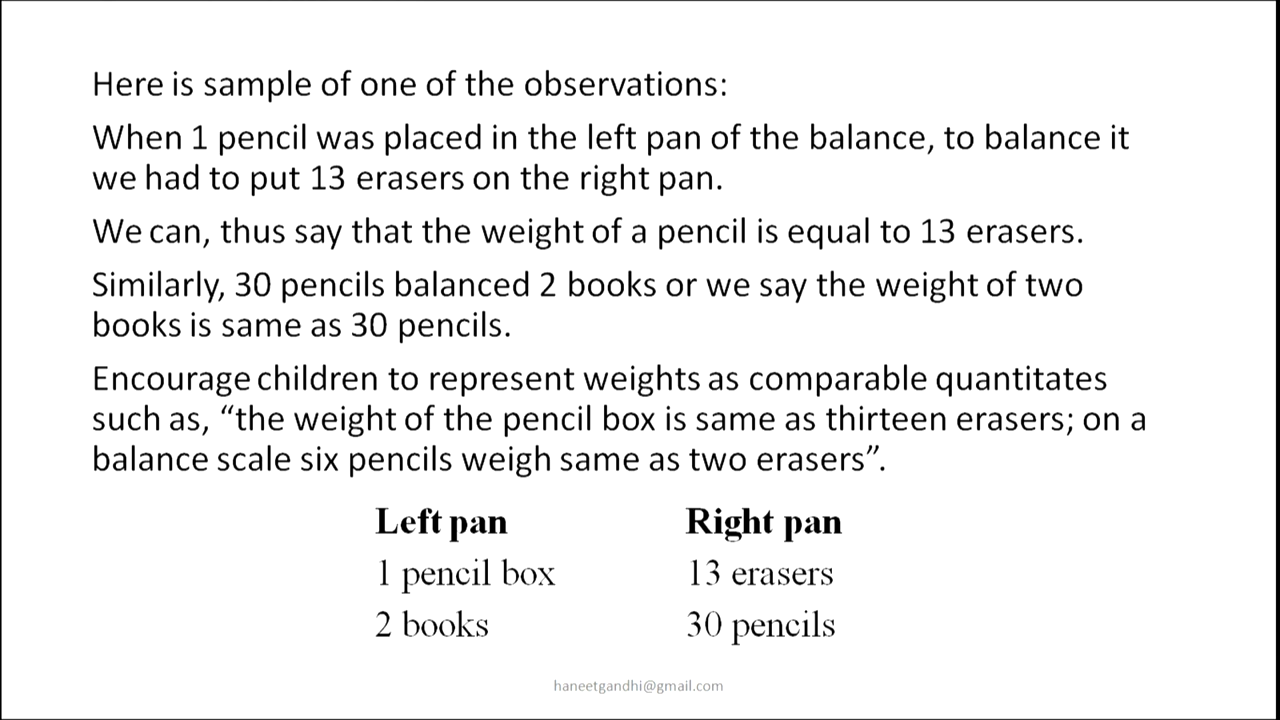 Here is sample of one of the observations:
When 1 pencil was placed in the left pan of the balance, to balance it
we had to put 13 erasers on the right pan.
We can, thus say that the weight of a pencil is equal to 13 erasers.
Similarly, 30 pencils balanced 2 books or we say the weight of two
books is same as 30 pencils.
Encourage children to represent weights as comparable quantitates
such as, “the weight of the pencil box is same as thirteen erasers; on a
balance scale six pencils weigh same as two erasers”.
Left pan Right pan
1 pencil box 13 erasers
2 books 30 pencils
haneetgandhi@gmail.com